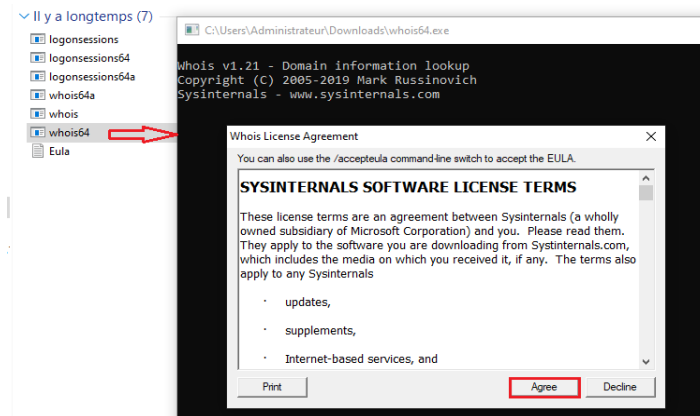 Il y a longtemps (7)
logonsessions
logonsessions64
logonsessions64a
whois64a
whois
whois64
Eula
C:\Users\Administrateur\Downloads\whois64.exe
Whois v1.21 - Domain information lookup
Copyright (C) 2005-2019 Mark Russinovich
Sysinternals - www.sysinternals.com
Whois License Agreement
You can also use the /accepteula command-line switch to accept the EULA.
SYSINTERNALS SOFTWARE LICENSE TERMS
These license terms are an agreement between Sysinternals (a wholly
owned subsidiary of Microsoft Corporation) and you. Please read them.
They apply to the software you are downloading from Systinternals.com,
which includes the media on which you received it, if any. The terms also
apply to any Sysinternals
· updates,
· supplements,
· Internet-based services, and
Print
Agree
Decline